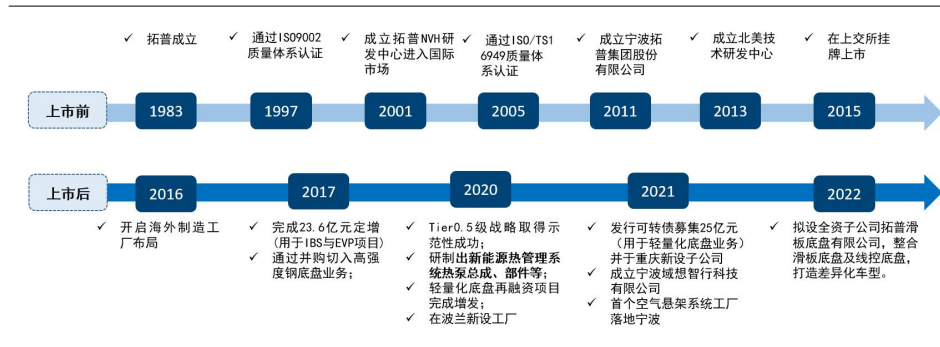 ✓ 拓普成立
✓ 通过ISO9002
质量体系认证
✓ 成立拓普NVH研
发中心进入国际
市场
✓ 通过ISO/TS1
6949质量体
系认证
✓ 成立宁波拓
普集团股份
有限公司
✓ 成立北美技
术研发中心
✓ 在上交所挂
牌上市
上市前
1983
1997
2001
2005
2011
2013
2015
上市后
2016
2017
2020
2021
2022
✓ 开启海外制造工
厂布局
✓ 完成23.6亿元定增
(用于IBS与EVP项目)
✓ 通过并购切入高强
度钢底盘业务；
✓ Tier0.5级战略取得示
范性成功；
✓ 研制出新能源热管理系
统热泵总成、部件等；
✓ 轻量化底盘再融资项目
完成增发；
✓ 在波兰新设工厂
✓ 发行可转债募集25亿元
（用于轻量化底盘业务）
并于重庆新设子公司
✓ 成立宁波域想智行科技
有限公司
✓ 首个空气悬架系统工厂
落地宁波
✓ 拟设全资子公司拓普滑
板底盘有限公司，整合
滑板底盘及线控底盘，
打造差异化车型。